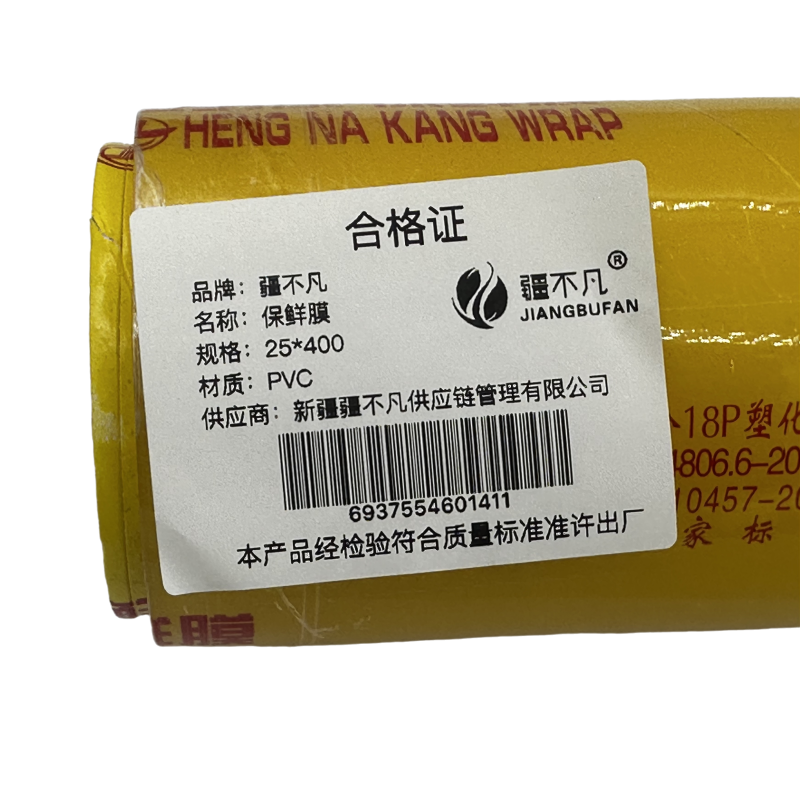 HENG NA KANG WRAP
合格证
品牌：疆不凡
名称：保鲜膜
规格：25*400
材质：PVC
供应商：新疆疆不凡供应链管理有限公司
疆不凡®
JIANGBUFAN
6937554601411
本产品经检验符合质量标准准许出厂
18P塑化
4806.6-20
10457-20
家 标
膜